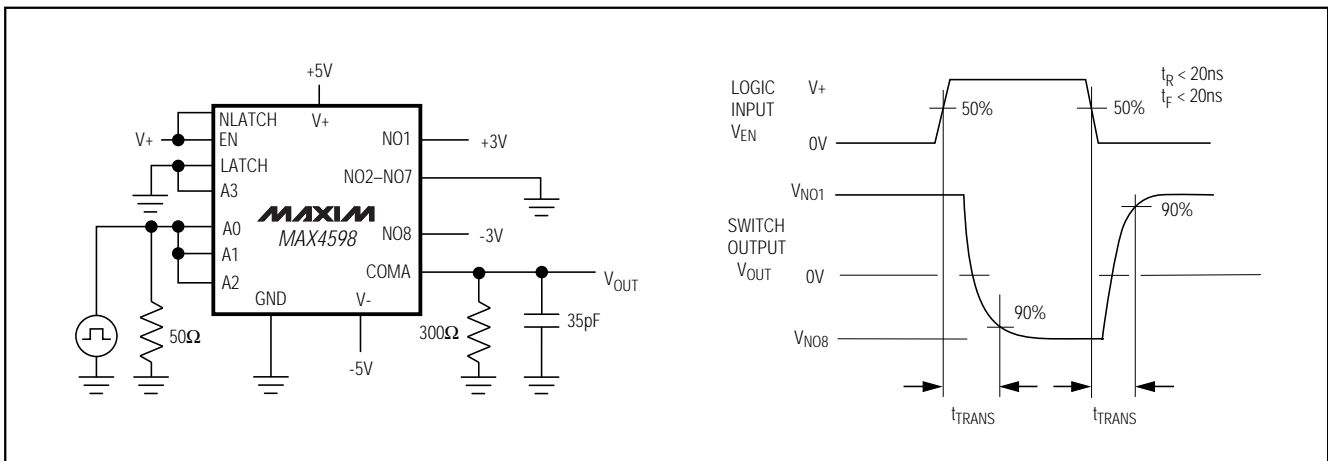 +5V
NLATCH
V+
V+
EN
NO1
+3V
LATCH
A3
NO2–NO7
MAXIM
MAX4598
A0
NO8
-3V
A1
COMA
VOUT
A2
GND
V-
50Ω
300Ω
35pF
-5V
LOGIC
INPUT
VEN
V+
0V
50%
50%
tR < 20ns
tF < 20ns
VNO1
SWITCH
OUTPUT
VOUT
0V
90%
90%
VNO8
tTRANS
tTRANS